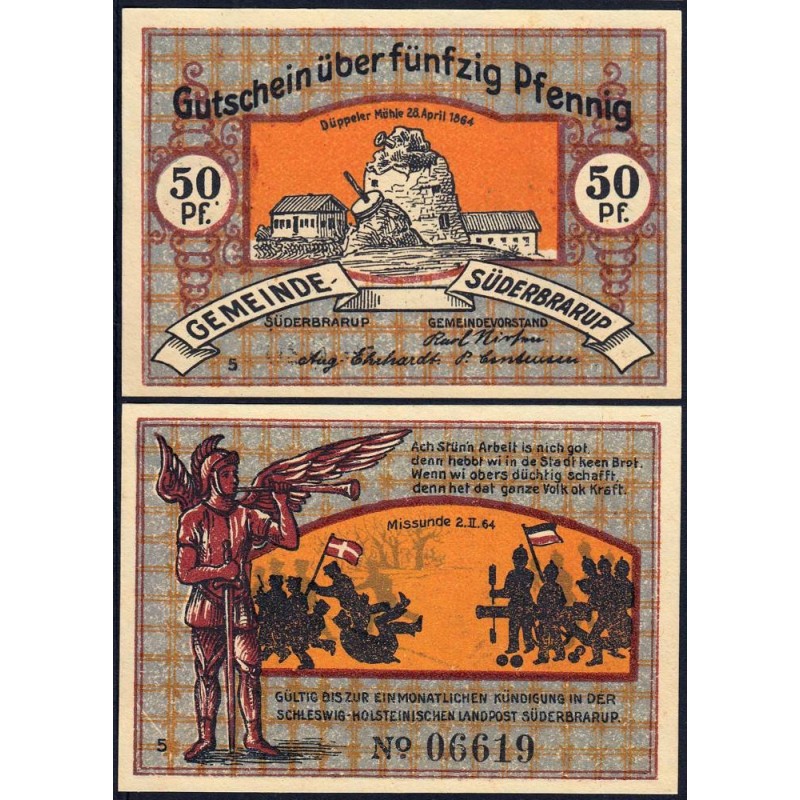 Gutschein über fünfzig Pfennig
Düppeler Mühle 28. April 1864
50 Pf.
50 Pf.
GEMEINDE-
SÜDERBRARUP
SÜDERBRARUP
GEMEINDEVORSTAND
5
Aug. Ehrhardt.
Ach Stün'n Arbeit is nich got
denn hebbt wi in de Stadt keen Brot.
Wenn wi obers düchtig schafft
denn het dat ganze Volk ok Kraft.
Missunde 2.II.64
GÜLTIG BIS ZUR EINMONATLICHEN KÜNDIGUNG IN DER
SCHLESWIG-HOLSTEINISCHEN LANDPOST SÜDERBRARUP.
5
No 06619